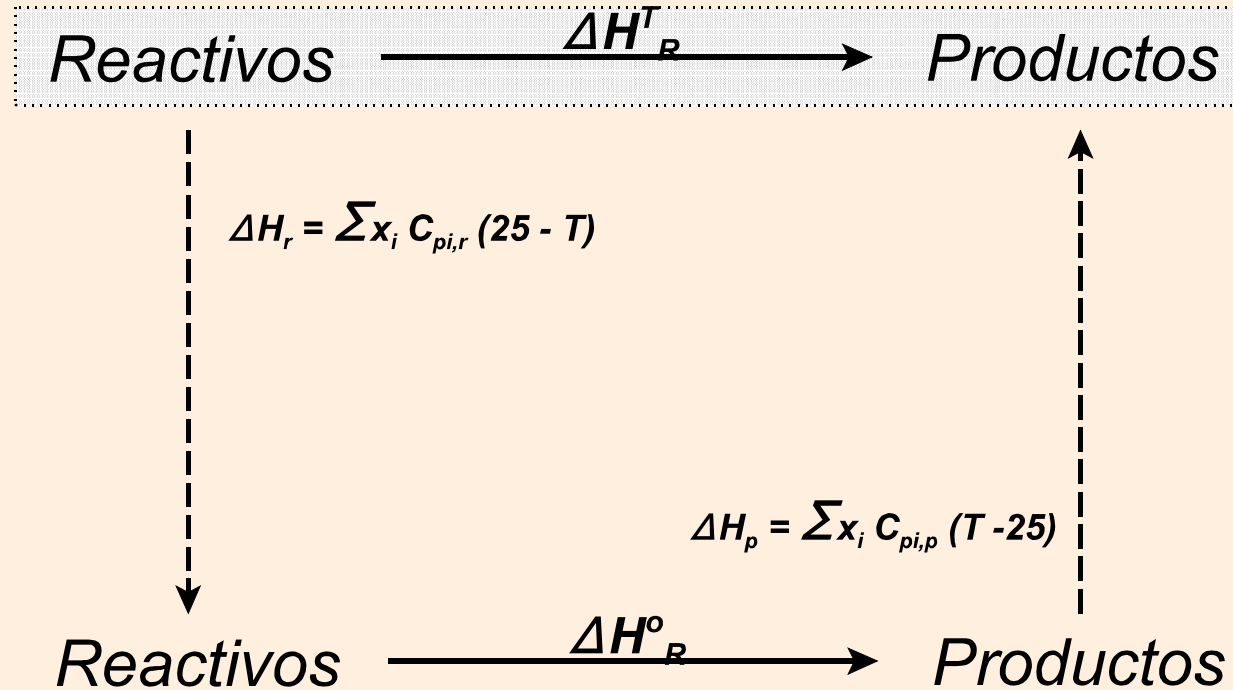 Reactivos ΔH^T_R Productos
ΔH_r = Σx_i C_pi,r (25 - T)
ΔH_p = Σx_i C_pi,p (T -25)
Reactivos ΔH^o_R Productos